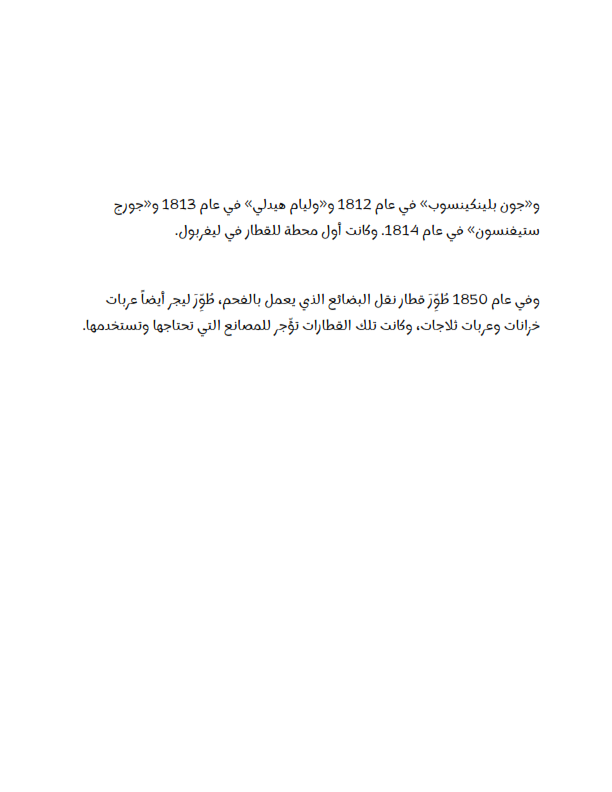 و«جون بلينكينسوب» في عام 1812 و«وليام هيدلي» في عام 1813 و«جورج
ستيفنسون» في عام 1814. وكانت أول محطة للقطار في ليفربول.
وفي عام 1850 طُوِّرَ قطار نقل البضائع الذي يعمل بالفحم، طُوِّرَ ليجر أيضاً عربات
خزانات وعربات ثلاجات، وكانت تلك القطارات تؤّجر للمصانع التي تحتاجها وتستخدمها.